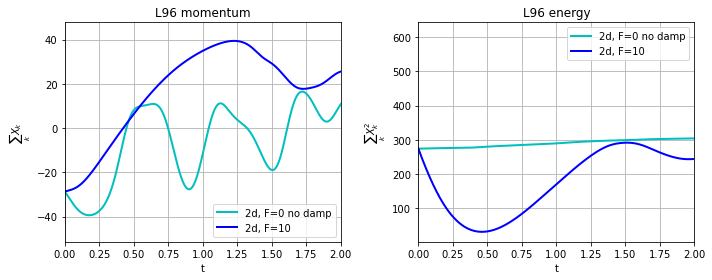 L96 momentum
40
20
0
−20
−40
∑ₖ Xₖ
2d, F=0 no damp
2d, F=10
0.00 0.25 0.50 0.75 1.00 1.25 1.50 1.75 2.00
t
L96 energy
600
500
400
300
200
100
∑ₖ Xₖ²
2d, F=0 no damp
2d, F=10
0.00 0.25 0.50 0.75 1.00 1.25 1.50 1.75 2.00
t